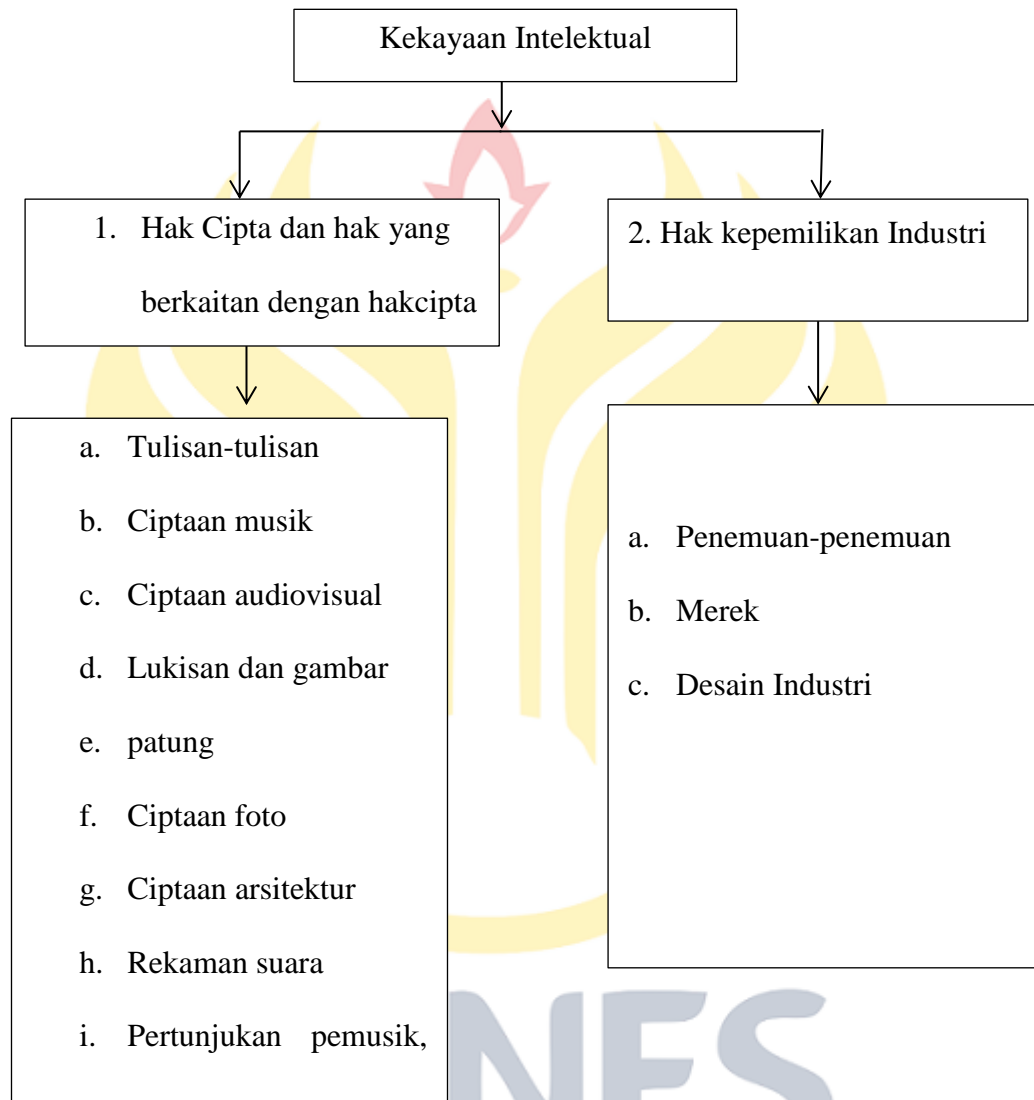 Kekayaan Intelektual
1. Hak Cipta dan hak yang
berkaitan dengan hakcipta
2. Hak kepemilikan Industri
a. Tulisan-tulisan
b. Ciptaan musik
c. Ciptaan audiovisual
d. Lukisan dan gambar
e. patung
f. Ciptaan foto
g. Ciptaan arsitektur
h. Rekaman suara
i. Pertunjukan pemusik,
a. Penemuan-penemuan
b. Merek
c. Desain Industri